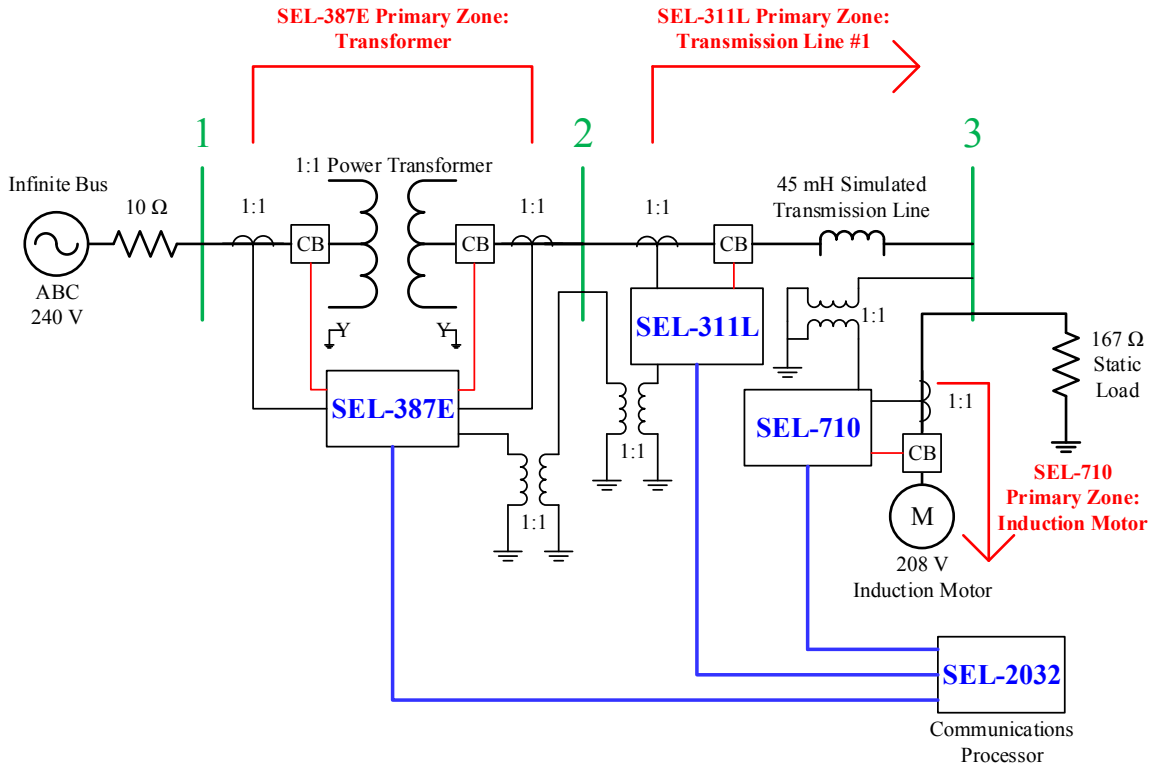 SEL-387E Primary Zone:
Transformer
SEL-311L Primary Zone:
Transmission Line #1
1
2
3
Infinite Bus
10 Ω
1:1
1:1 Power Transformer
1:1
1:1
45 mH Simulated
Transmission Line
CB
CB
CB
ABC
240 V
Y
Y
SEL-387E
SEL-311L
1:1
167 Ω
Static
Load
SEL-710
1:1
CB
1:1
1:1
SEL-710
Primary Zone:
Induction Motor
M
208 V
Induction Motor
SEL-2032
Communications
Processor